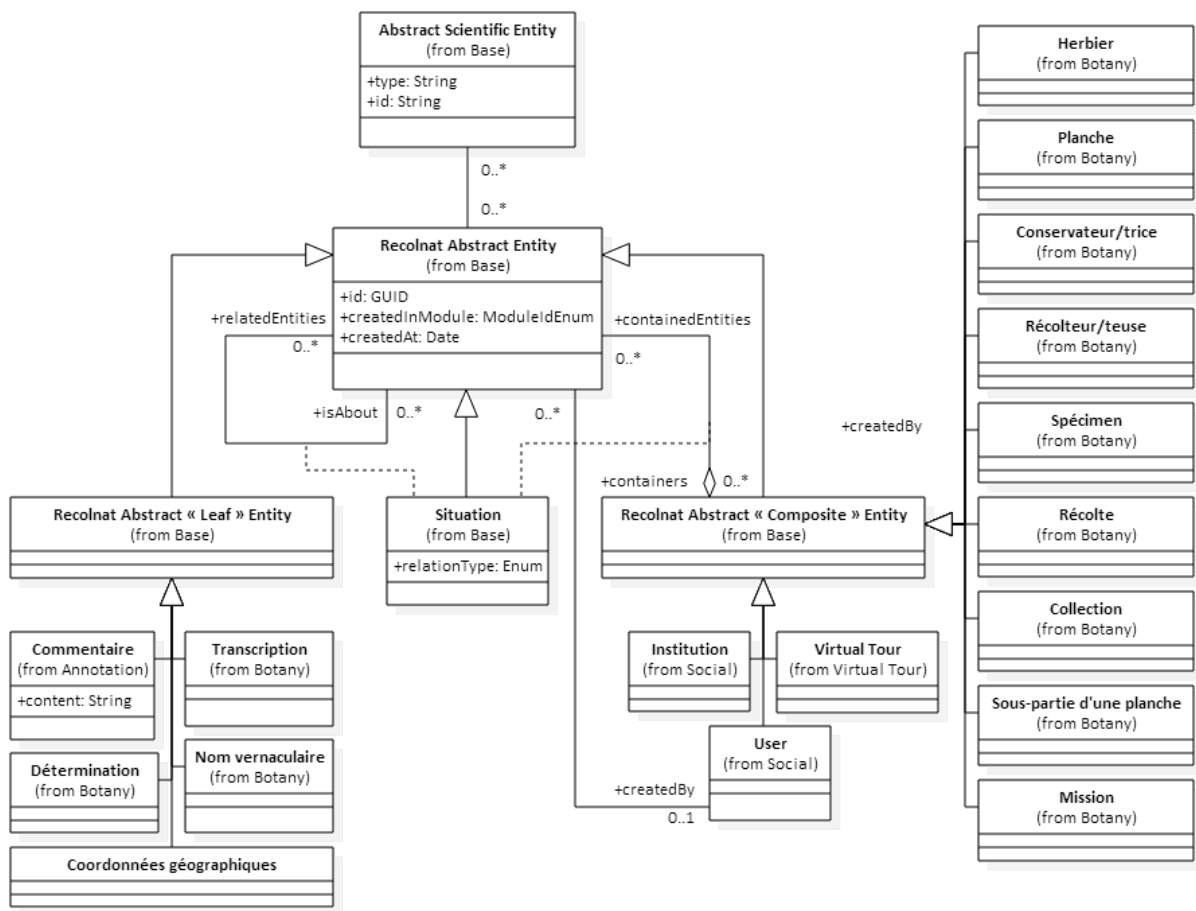 Abstract Scientific Entity
(from Base)
+type: String
+id: String
0..*
0..*
Recolnat Abstract Entity
(from Base)
+id: GUID
+createdInModule: ModuleIdEnum
+createdAt: Date
+relatedEntities
0..*
+containedEntities
0..*
+isAbout
0..*
0..*
+containers
0..*
+createdBy
Recolnat Abstract « Leaf » Entity
(from Base)
Situation
(from Base)
+relationType: Enum
Recolnat Abstract « Composite » Entity
(from Base)
Commentaire
(from Annotation)
+content: String
Transcription
(from Botany)
Détermination
(from Botany)
Nom vernaculaire
(from Botany)
Coordonnées géographiques
Institution
(from Social)
Virtual Tour
(from Virtual Tour)
User
(from Social)
+createdBy
0..1
Herbier
(from Botany)
Planche
(from Botany)
Conservateur/trice
(from Botany)
Récolteur/teuse
(from Botany)
Spécimen
(from Botany)
Récolte
(from Botany)
Collection
(from Botany)
Sous-partie d'une planche
(from Botany)
Mission
(from Botany)